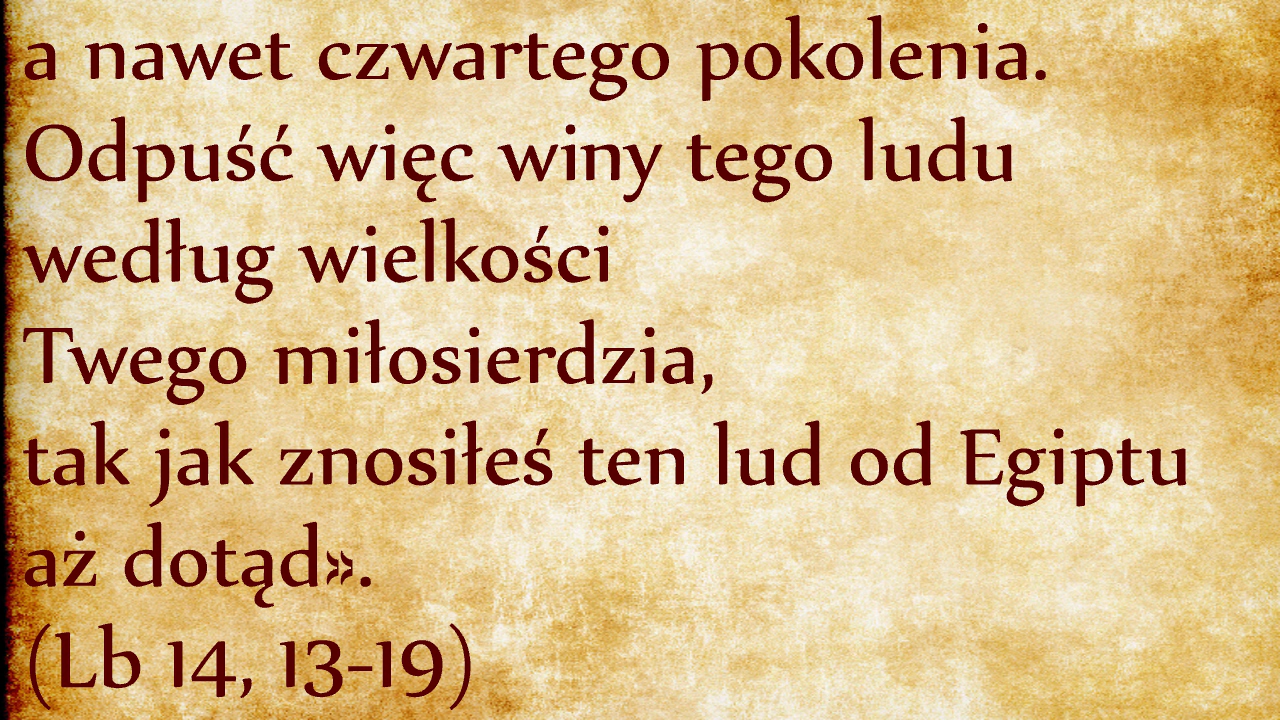 a nawet czwartego pokolenia.
Odpuść więc winy tego ludu
według wielkości
Twego miłosierdzia,
tak jak znosiłeś ten lud od Egiptu
aż dotąd».
(Lb 14, 13-19)